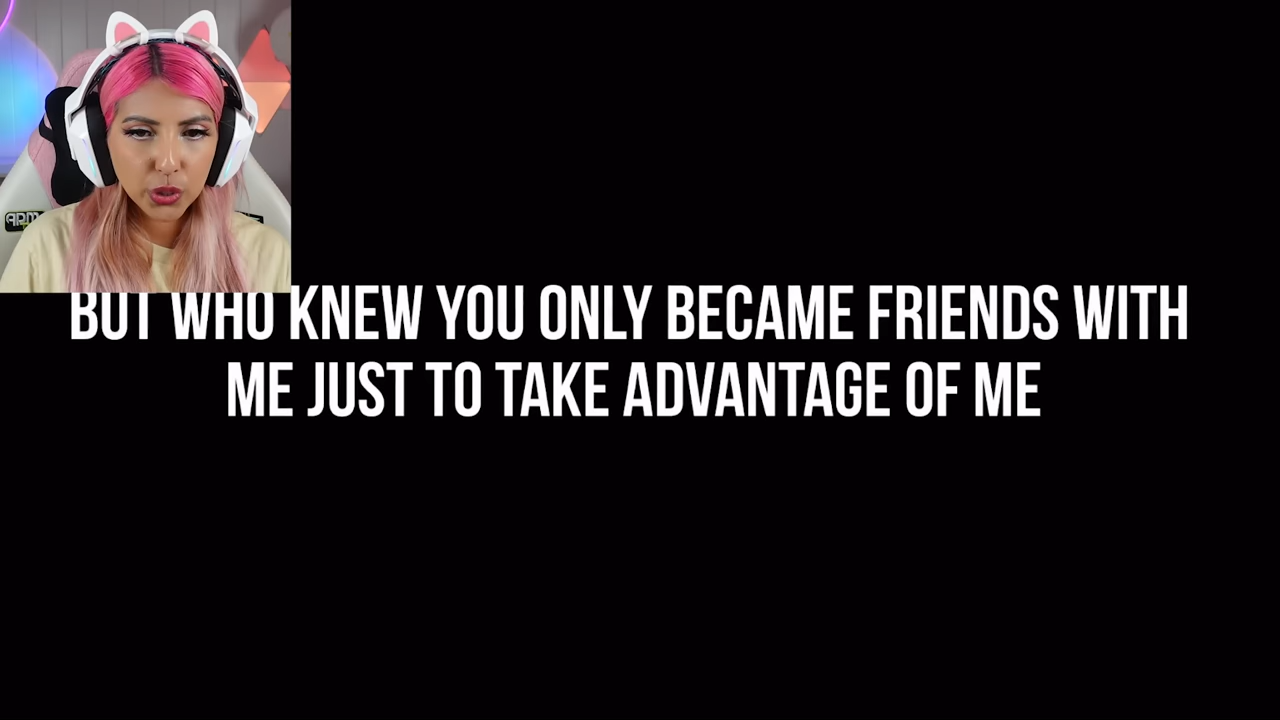 BUT WHO KNEW YOU ONLY BECAME FRIENDS WITH
ME JUST TO TAKE ADVANTAGE OF ME